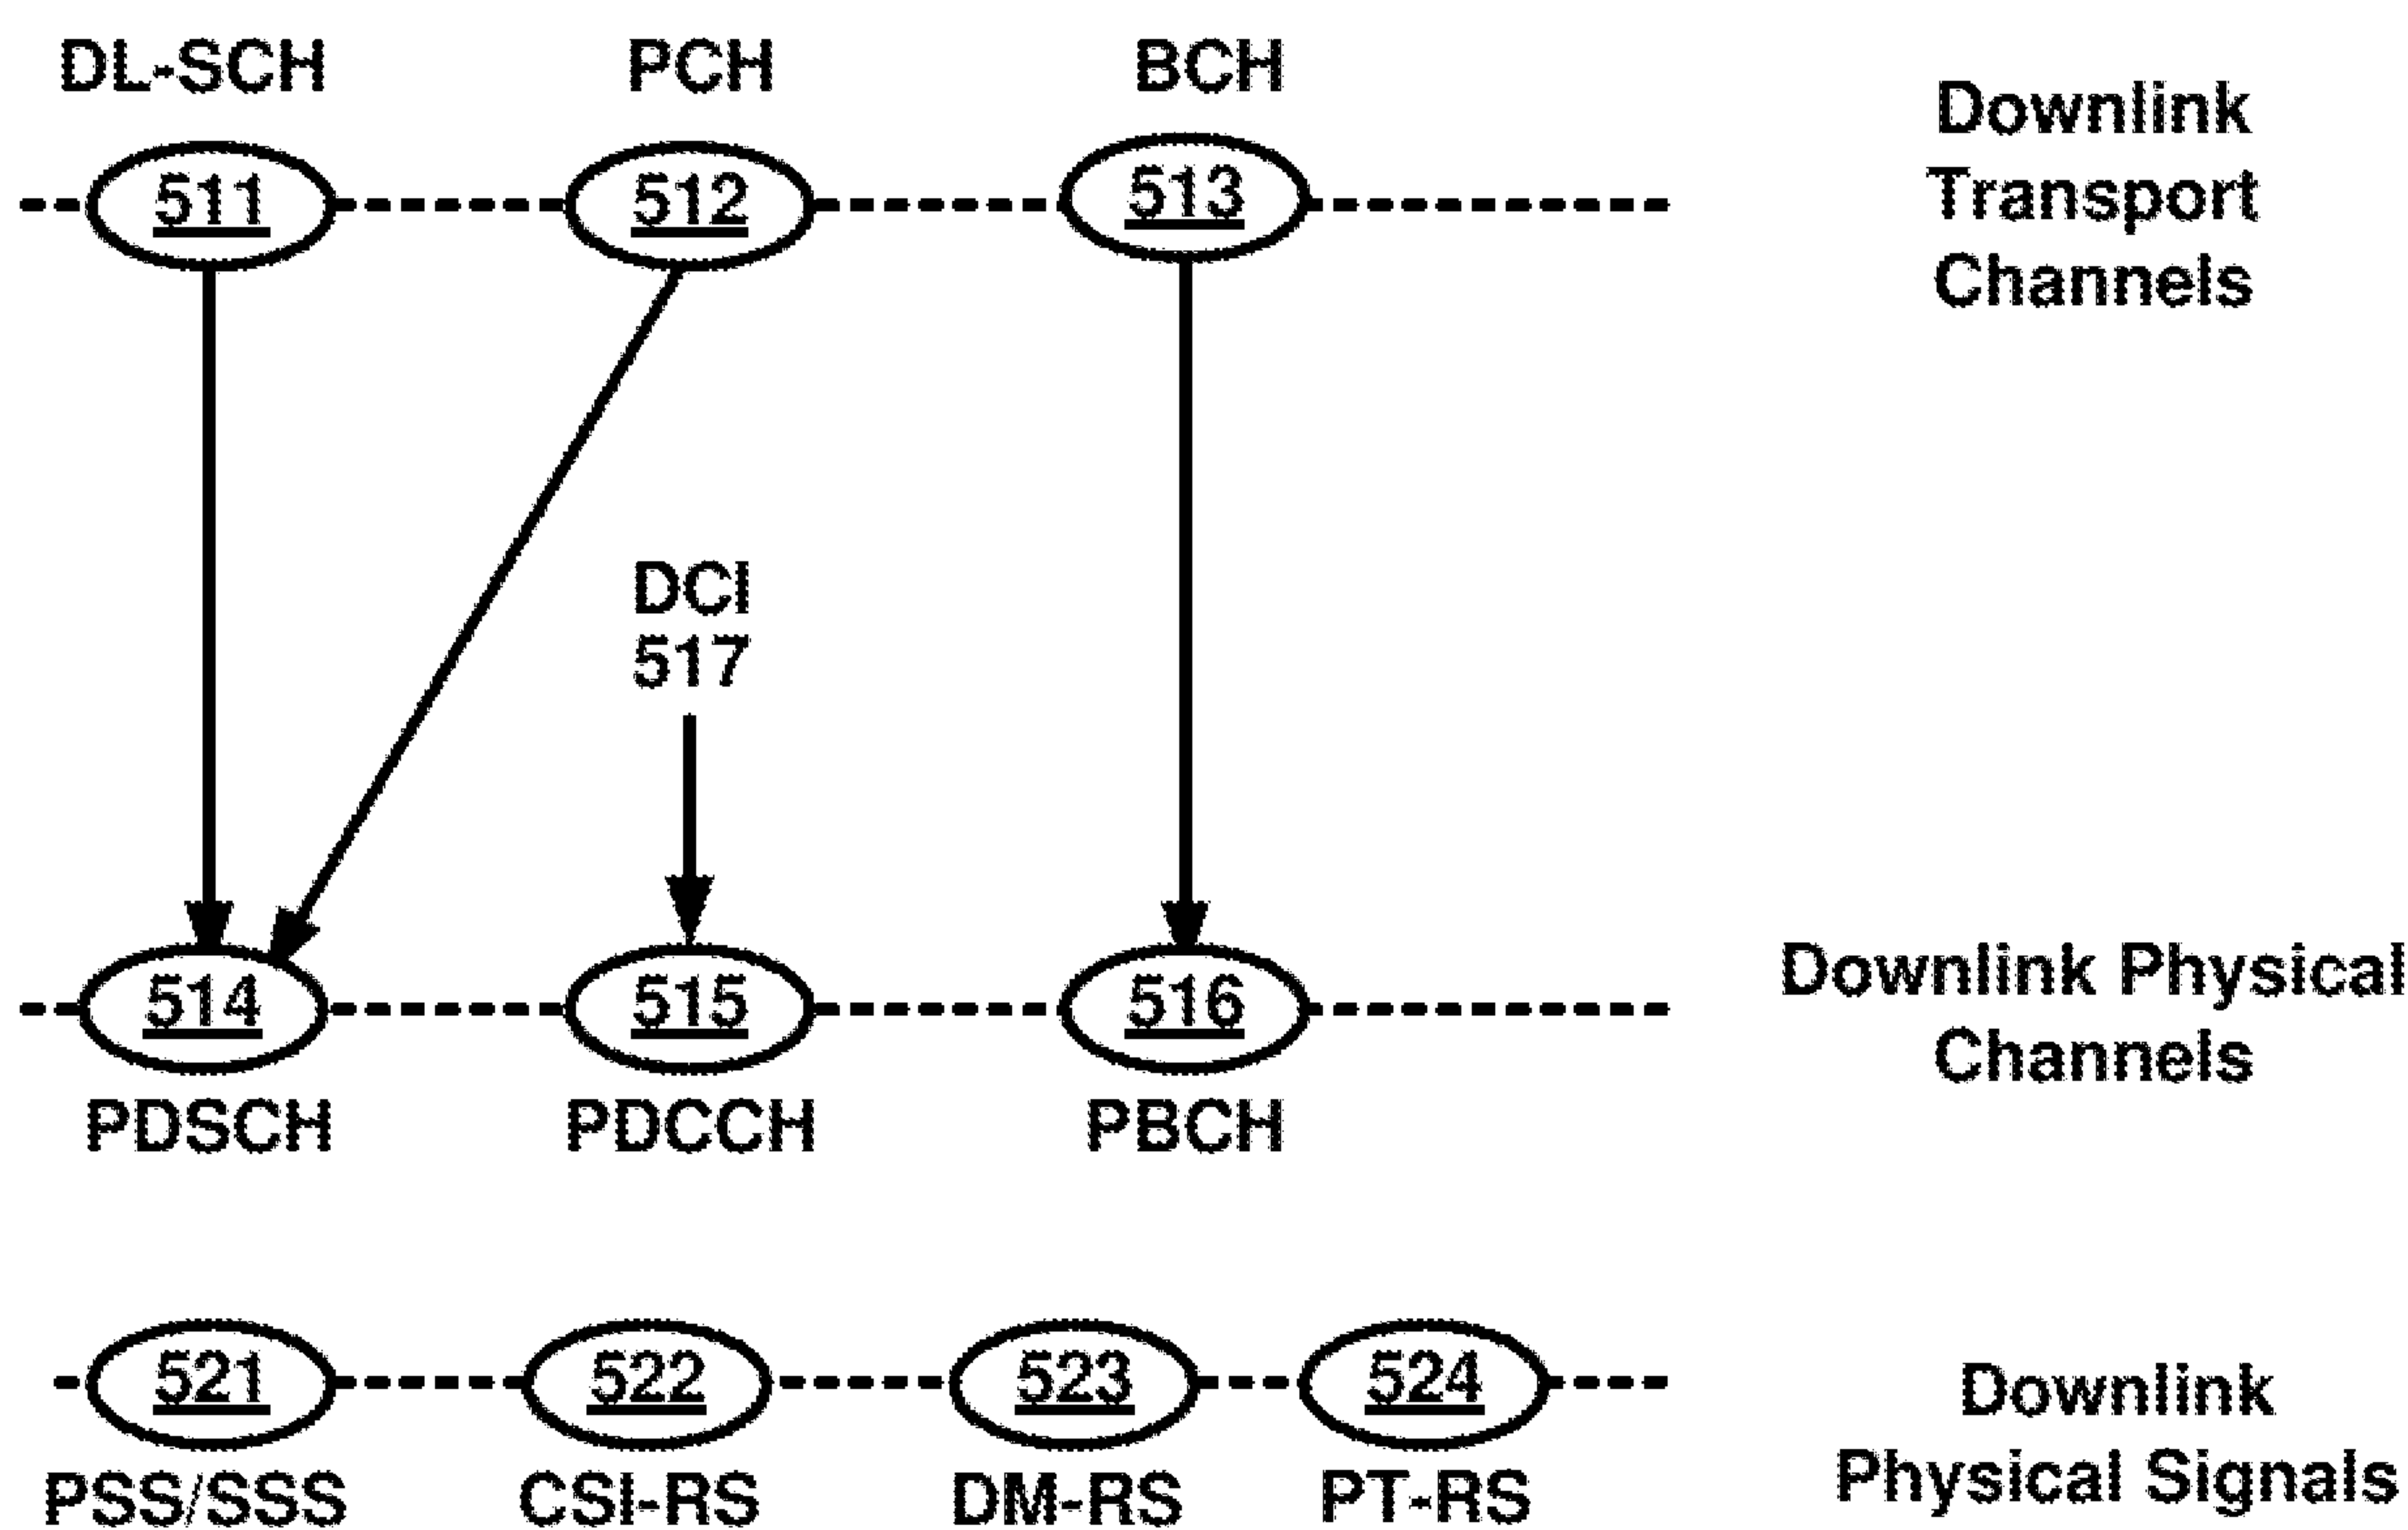 DL-SCH
PCH
BCH
511
512
513
Downlink
Transport
Channels
DCI
517
514
515
516
Downlink Physical
Channels
PDSCH
PDCCH
PBCH
521
522
523
524
Downlink
Physical Signals
PSS/SSS
CSI-RS
DM-RS
PT-RS